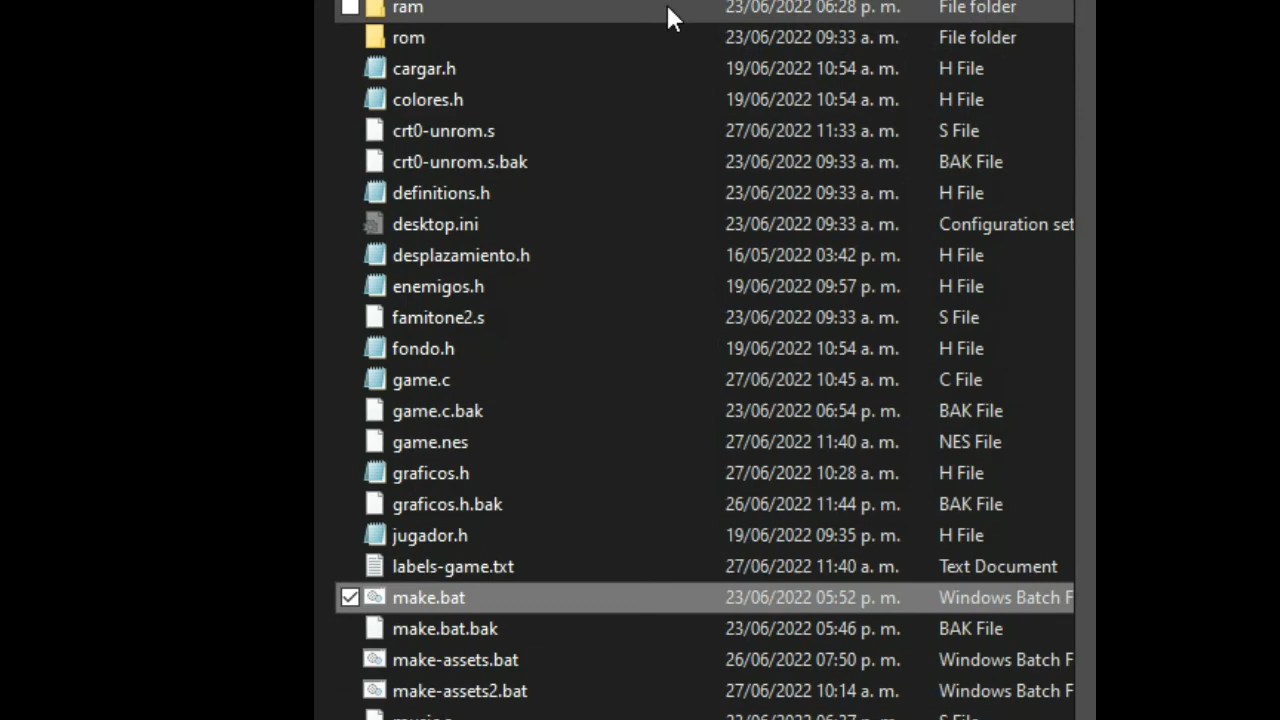 ram 23/06/2022 06:28 p. m. File folder
rom 23/06/2022 09:33 a. m. File folder
cargar.h 19/06/2022 10:54 a. m. H File
colores.h 19/06/2022 10:54 a. m. H File
crt0-unrom.s 27/06/2022 11:33 a. m. S File
crt0-unrom.s.bak 23/06/2022 09:33 a. m. BAK File
definitions.h 23/06/2022 09:33 a. m. H File
desktop.ini 23/06/2022 09:33 a. m. Configuration set
desplazamiento.h 16/05/2022 03:42 p. m. H File
enemigos.h 19/06/2022 09:57 p. m. H File
famitone2.s 23/06/2022 09:33 a. m. S File
fondo.h 19/06/2022 10:54 a. m. H File
game.c 27/06/2022 10:45 a. m. C File
game.c.bak 23/06/2022 06:54 p. m. BAK File
game.nes 27/06/2022 11:40 a. m. NES File
graficos.h 27/06/2022 10:28 a. m. H File
graficos.h.bak 26/06/2022 11:44 p. m. BAK File
jugador.h 19/06/2022 09:35 p. m. H File
labels-game.txt 27/06/2022 11:40 a. m. Text Document
make.bat 23/06/2022 05:52 p. m. Windows Batch F
make.bat.bak 23/06/2022 05:46 p. m. BAK File
make-assets.bat 26/06/2022 07:50 p. m. Windows Batch F
make-assets2.bat 27/06/2022 10:14 a. m. Windows Batch F